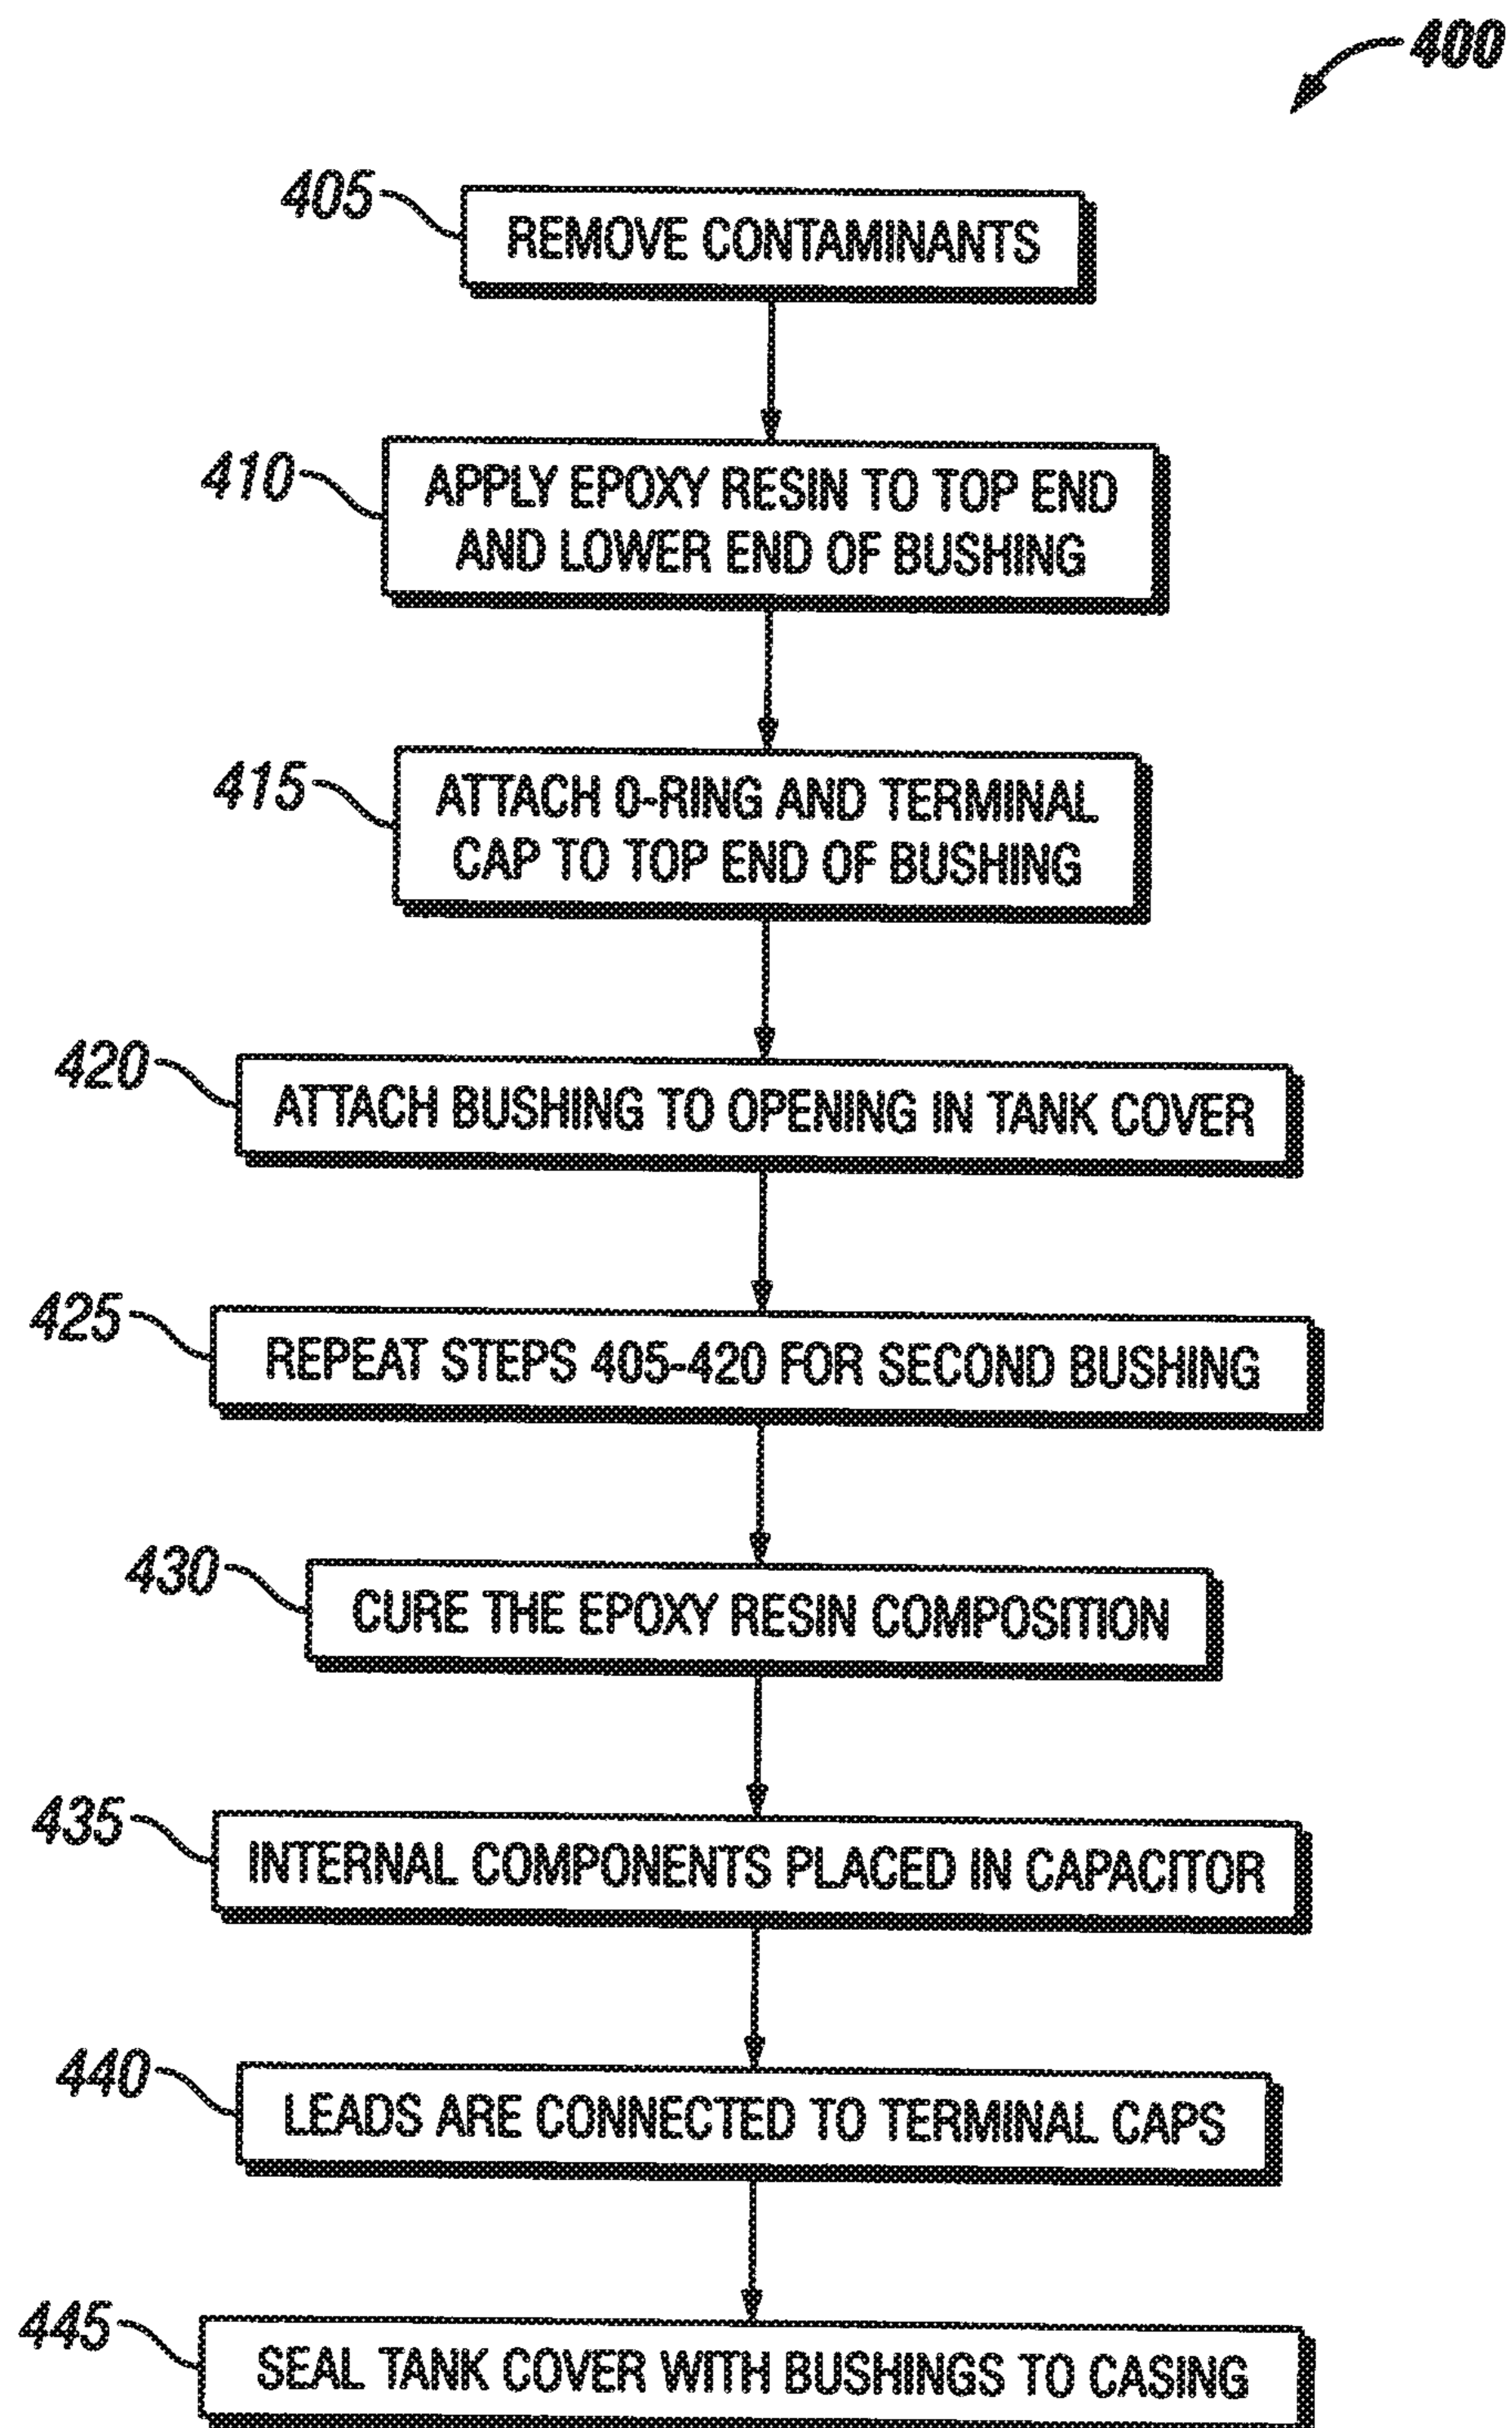 400
405
REMOVE CONTAMINANTS
410
APPLY EPOXY RESIN TO TOP END
AND LOWER END OF BUSHING
415
ATTACH O-RING AND TERMINAL
CAP TO TOP END OF BUSHING
420
ATTACH BUSHING TO OPENING IN TANK COVER
425
REPEAT STEPS 405-420 FOR SECOND BUSHING
430
CURE THE EPOXY RESIN COMPOSITION
435
INTERNAL COMPONENTS PLACED IN CAPACITOR
440
LEADS ARE CONNECTED TO TERMINAL CAPS
445
SEAL TANK COVER WITH BUSHINGS TO CASING